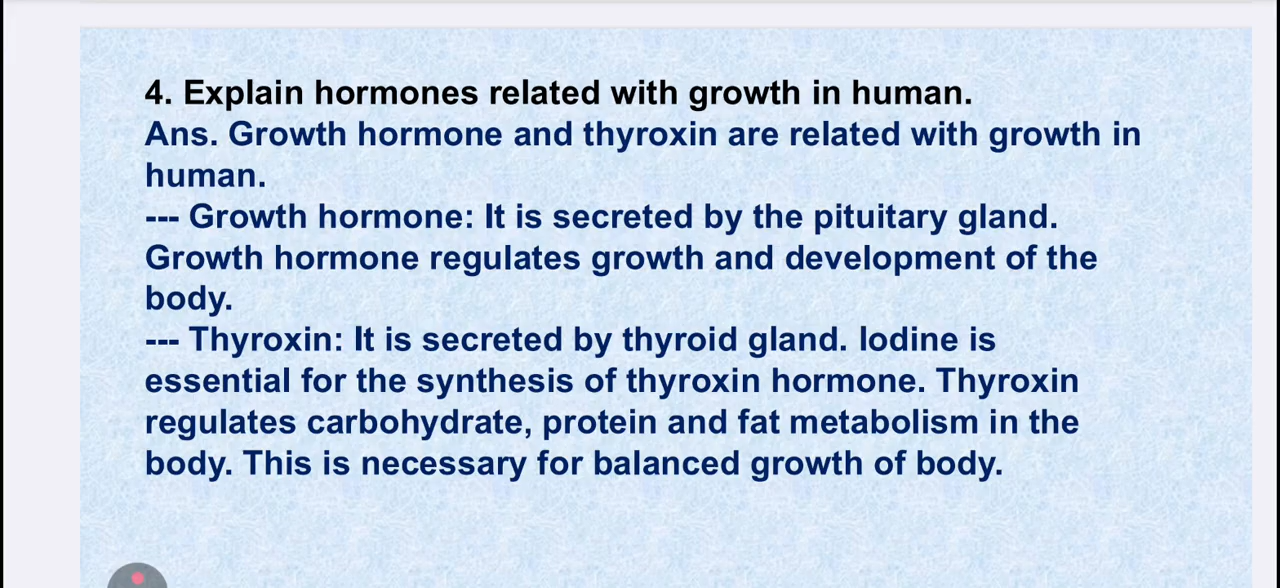 4. Explain hormones related with growth in human.
Ans. Growth hormone and thyroxin are related with growth in
human.
--- Growth hormone: It is secreted by the pituitary gland.
Growth hormone regulates growth and development of the
body.
--- Thyroxin: It is secreted by thyroid gland. Iodine is
essential for the synthesis of thyroxin hormone. Thyroxin
regulates carbohydrate, protein and fat metabolism in the
body. This is necessary for balanced growth of body.